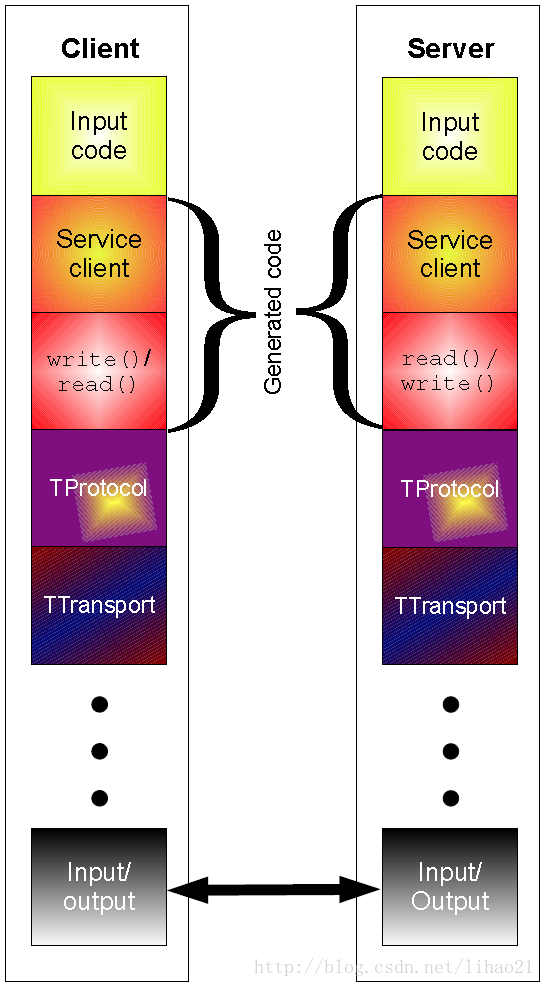 Client
Input
code
Service
client
write()/
read()
TProtocol
TTransport
Input/
output
Generated code
Server
Input
code
Service
client
read()/
write()
TProtocol
TTransport
Input/
Output
http://blog.csdn.net/lihao21